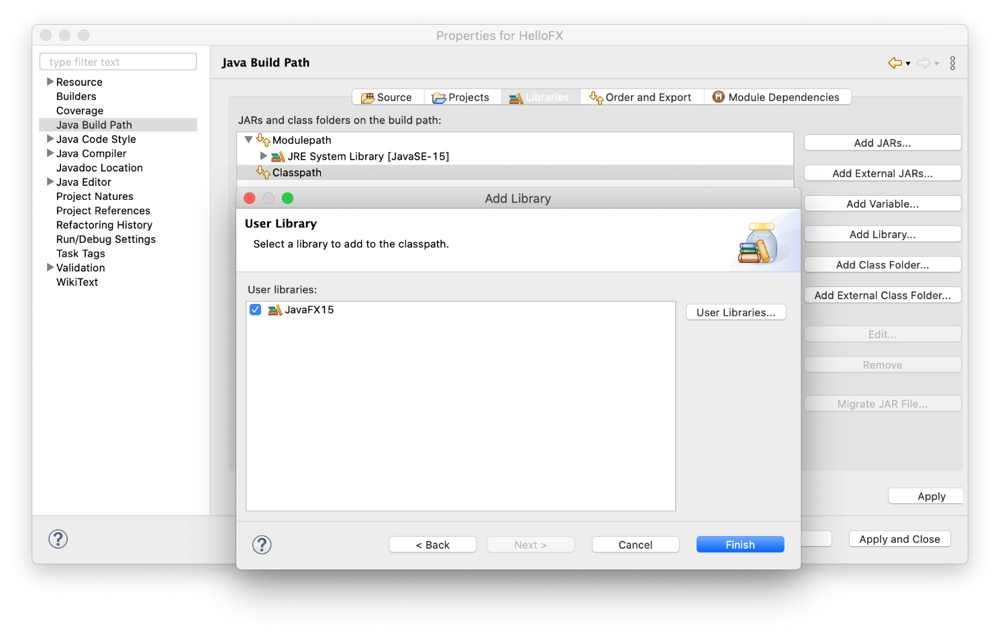 Properties for HelloFX
type filter text
Resource
Builders
Coverage
Java Build Path
Java Code Style
Java Compiler
Javadoc Location
Java Editor
Project Natures
Project References
Refactoring History
Run/Debug Settings
Task Tags
Validation
WikiText
Java Build Path
Source Projects Libraries Order and Export Module Dependencies
JARs and class folders on the build path:
Modulepath
JRE System Library [JavaSE-15]
Classpath
Add JARs...
Add External JARs...
Add Variable...
Add Library...
Add Class Folder...
Add External Class Folder...
Edit...
Remove
Migrate JAR File...
Apply
Apply and Close
Add Library
User Library
Select a library to add to the classpath.
User libraries:
JavaFX15
User Libraries...
< Back Next > Cancel Finish